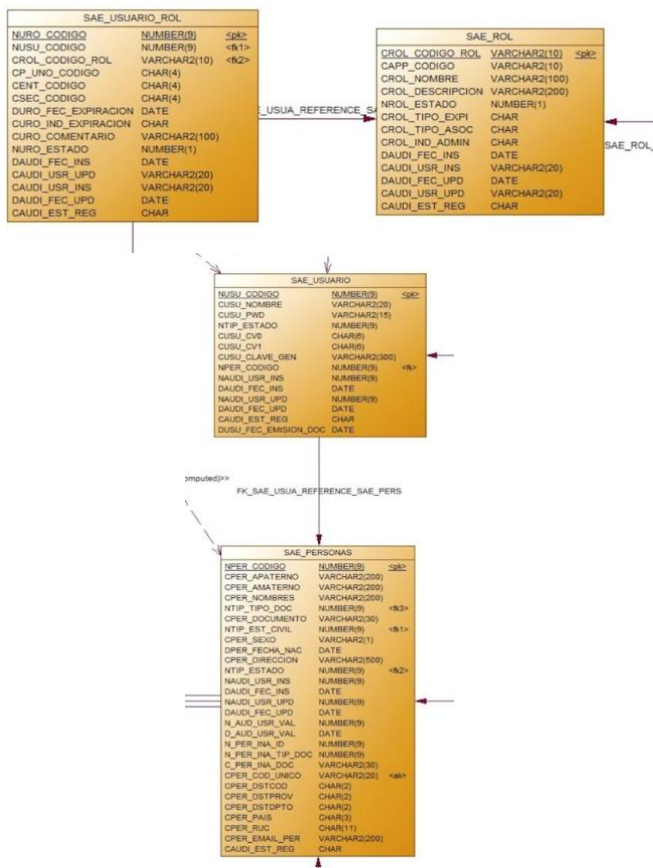 SAE_USUARIO_ROL
NURO_CODIGO NUMBER(9) <pk>
NUSU_CODIGO NUMBER(9) <fk1>
CROL_CODIGO_ROL VARCHAR2(10) <fk2>
CP_UNO_CODIGO CHAR(4)
CENT_CODIGO CHAR(4)
CSEC_CODIGO CHAR(4)
DURO_FEC_EXPIRACION DATE
CURO_IND_EXPIRACION CHAR
CURO_COMENTARIO VARCHAR2(100)
NURO_ESTADO NUMBER(1)
DAUDI_FEC_INS DATE
CAUDI_USR_UPD VARCHAR2(20)
CAUDI_USR_INS VARCHAR2(20)
DAUDI_FEC_UPD DATE
CAUDI_EST_REG CHAR
E_USUA_REFERENCE_SA
SAE_ROL
CROL_CODIGO_ROL VARCHAR2(10) <pk>
CAPP_CODIGO VARCHAR2(10)
CROL_NOMBRE VARCHAR2(100)
CROL_DESCRIPCION VARCHAR2(200)
NROL_ESTADO NUMBER(1)
CROL_TIPO_EXPI CHAR
CROL_TIPO_ASOC CHAR
CROL_IND_ADMIN CHAR
DAUDI_FEC_INS DATE
CAUDI_USR_INS VARCHAR2(20)
DAUDI_FEC_UPD DATE
CAUDI_USR_UPD VARCHAR2(20)
CAUDI_EST_REG CHAR
SAE_ROL_
SAE_USUARIO
NUSU_CODIGO NUMBER(9) <pk>
CUSU_NOMBRE VARCHAR2(20)
CUSU_PWD VARCHAR2(15)
NTIP_ESTADO NUMBER(9)
CUSU_CV0 CHAR(6)
CUSU_CV1 CHAR(6)
CUSU_CLAVE_GEN VARCHAR2(300)
NPER_CODIGO NUMBER(9) <fk>
NAUDI_USR_INS NUMBER(9)
DAUDI_FEC_INS DATE
NAUDI_USR_UPD NUMBER(9)
DAUDI_FEC_UPD DATE
CAUDI_EST_REG CHAR
DUSU_FEC_EMISION_DOC DATE
omputed)>>
FK_SAE_USUA_REFERENCE_SAE_PERS
SAE_PERSONAS
NPER_CODIGO NUMBER(9) <pk>
CPER_APATERNO VARCHAR2(200)
CPER_AMATERNO VARCHAR2(200)
CPER_NOMBRES VARCHAR2(200)
NTIP_TIPO_DOC NUMBER(9) <fk3>
CPER_DOCUMENTO VARCHAR2(30)
NTIP_EST_CIVIL NUMBER(9) <fk1>
CPER_SEXO VARCHAR2(1)
DPER_FECHA_NAC DATE
CPER_DIRECCION VARCHAR2(500)
NTIP_ESTADO NUMBER(9) <fk2>
NAUDI_USR_INS NUMBER(9)
DAUDI_FEC_INS DATE
NAUDI_USR_UPD NUMBER(9)
DAUDI_FEC_UPD DATE
N_AUD_USR_VAL NUMBER(9)
D_AUD_USR_VAL DATE
N_PER_INA_ID NUMBER(9)
N_PER_INA_TIP_DOC NUMBER(9)
C_PER_INA_DOC VARCHAR2(30)
CPER_COD_UNICO VARCHAR2(20) <ak>
CPER_DSTCOD CHAR(2)
CPER_DSTPROV CHAR(2)
CPER_DSTDPTO CHAR(2)
CPER_PAIS CHAR(3)
CPER_RUC CHAR(11)
CPER_EMAIL_PER VARCHAR2(200)
CAUDI_EST_REG CHAR